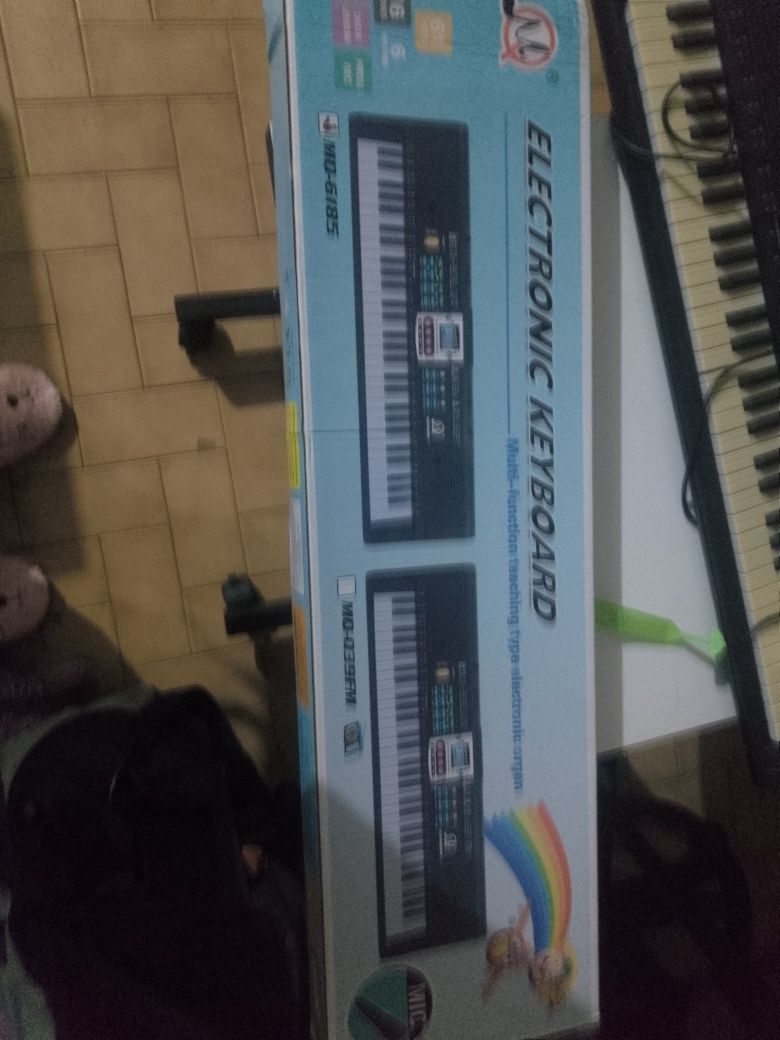 ELECTRONIC KEYBOARD
Multi-function teaching type electronic organ
MQ-6185
MQ-039FM
MIC